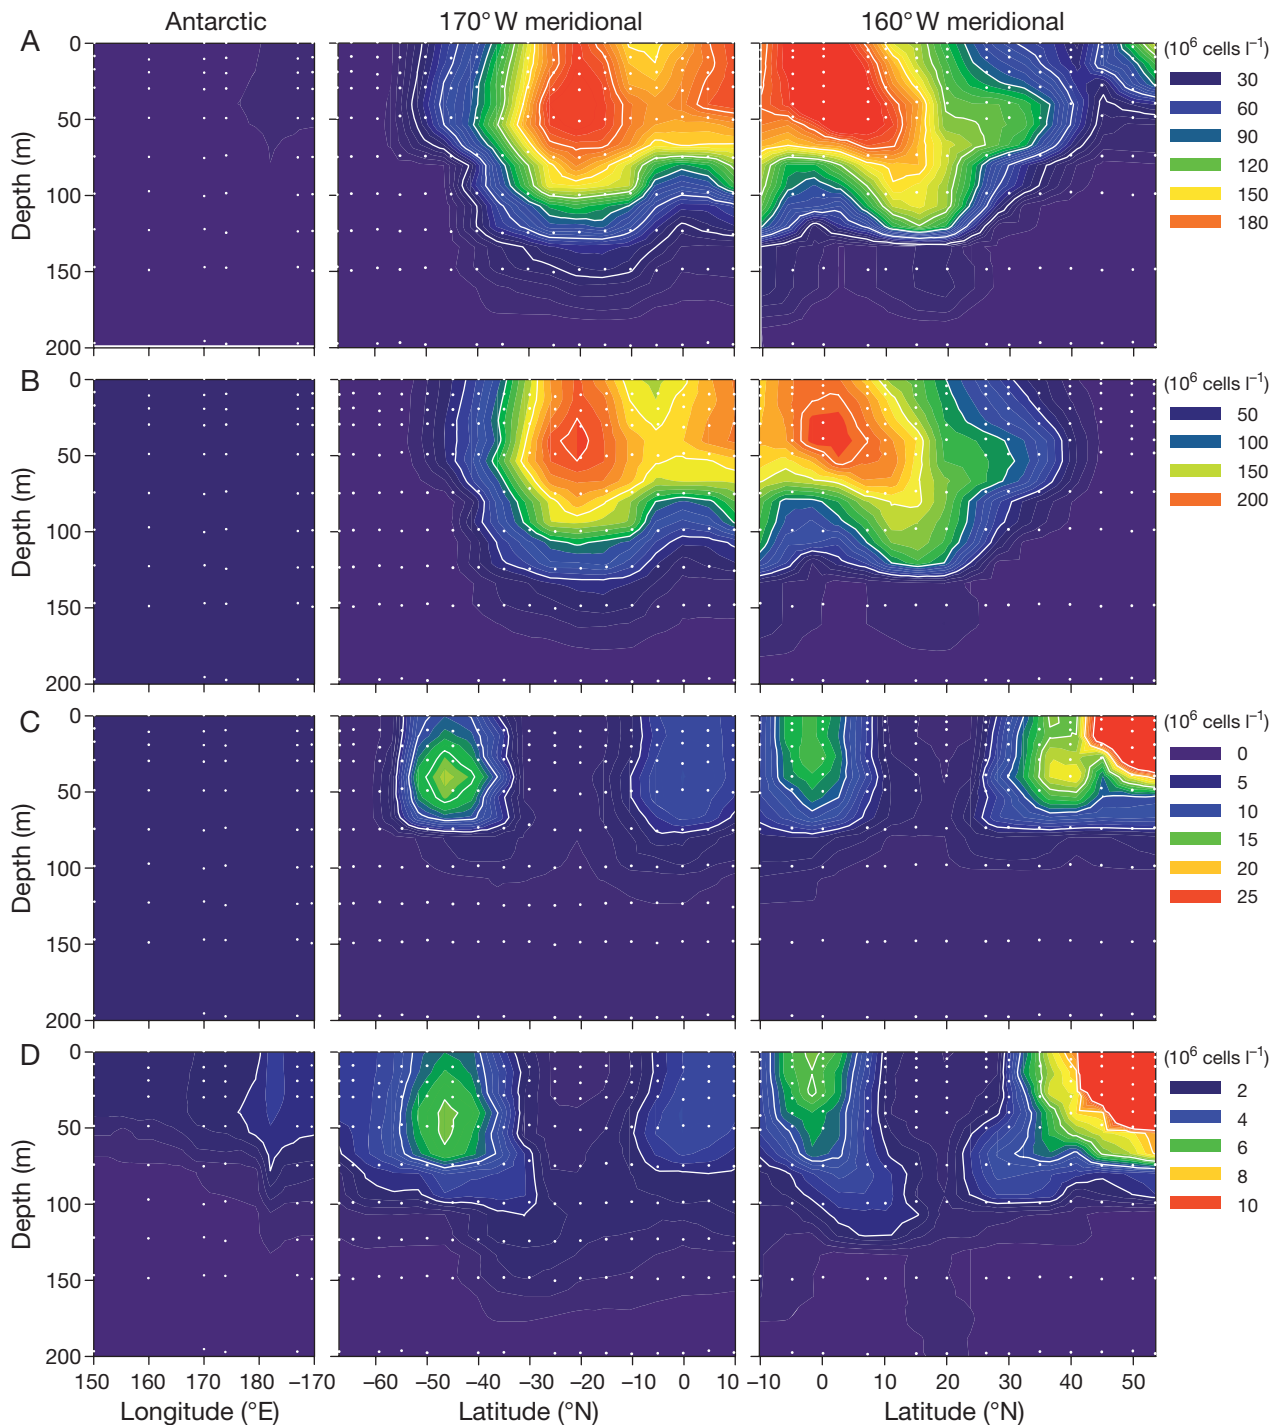 Antarctic 170° W meridional 160° W meridional
A
(10⁶ cells l⁻¹)
0
50
100
150
200
Depth (m)
30
60
90
120
150
180
B
(10⁶ cells l⁻¹)
0
50
100
150
200
Depth (m)
50
100
150
200
C
(10⁶ cells l⁻¹)
0
50
100
150
200
Depth (m)
0
5
10
15
20
25
D
(10⁶ cells l⁻¹)
0
50
100
150
200
Depth (m)
2
4
6
8
10
150 160 170 180 –170 –60 –50 –40 –30 –20 –10 0 10 –10 0 10 20 30 40 50
Longitude (°E) Latitude (°N) Latitude (°N)